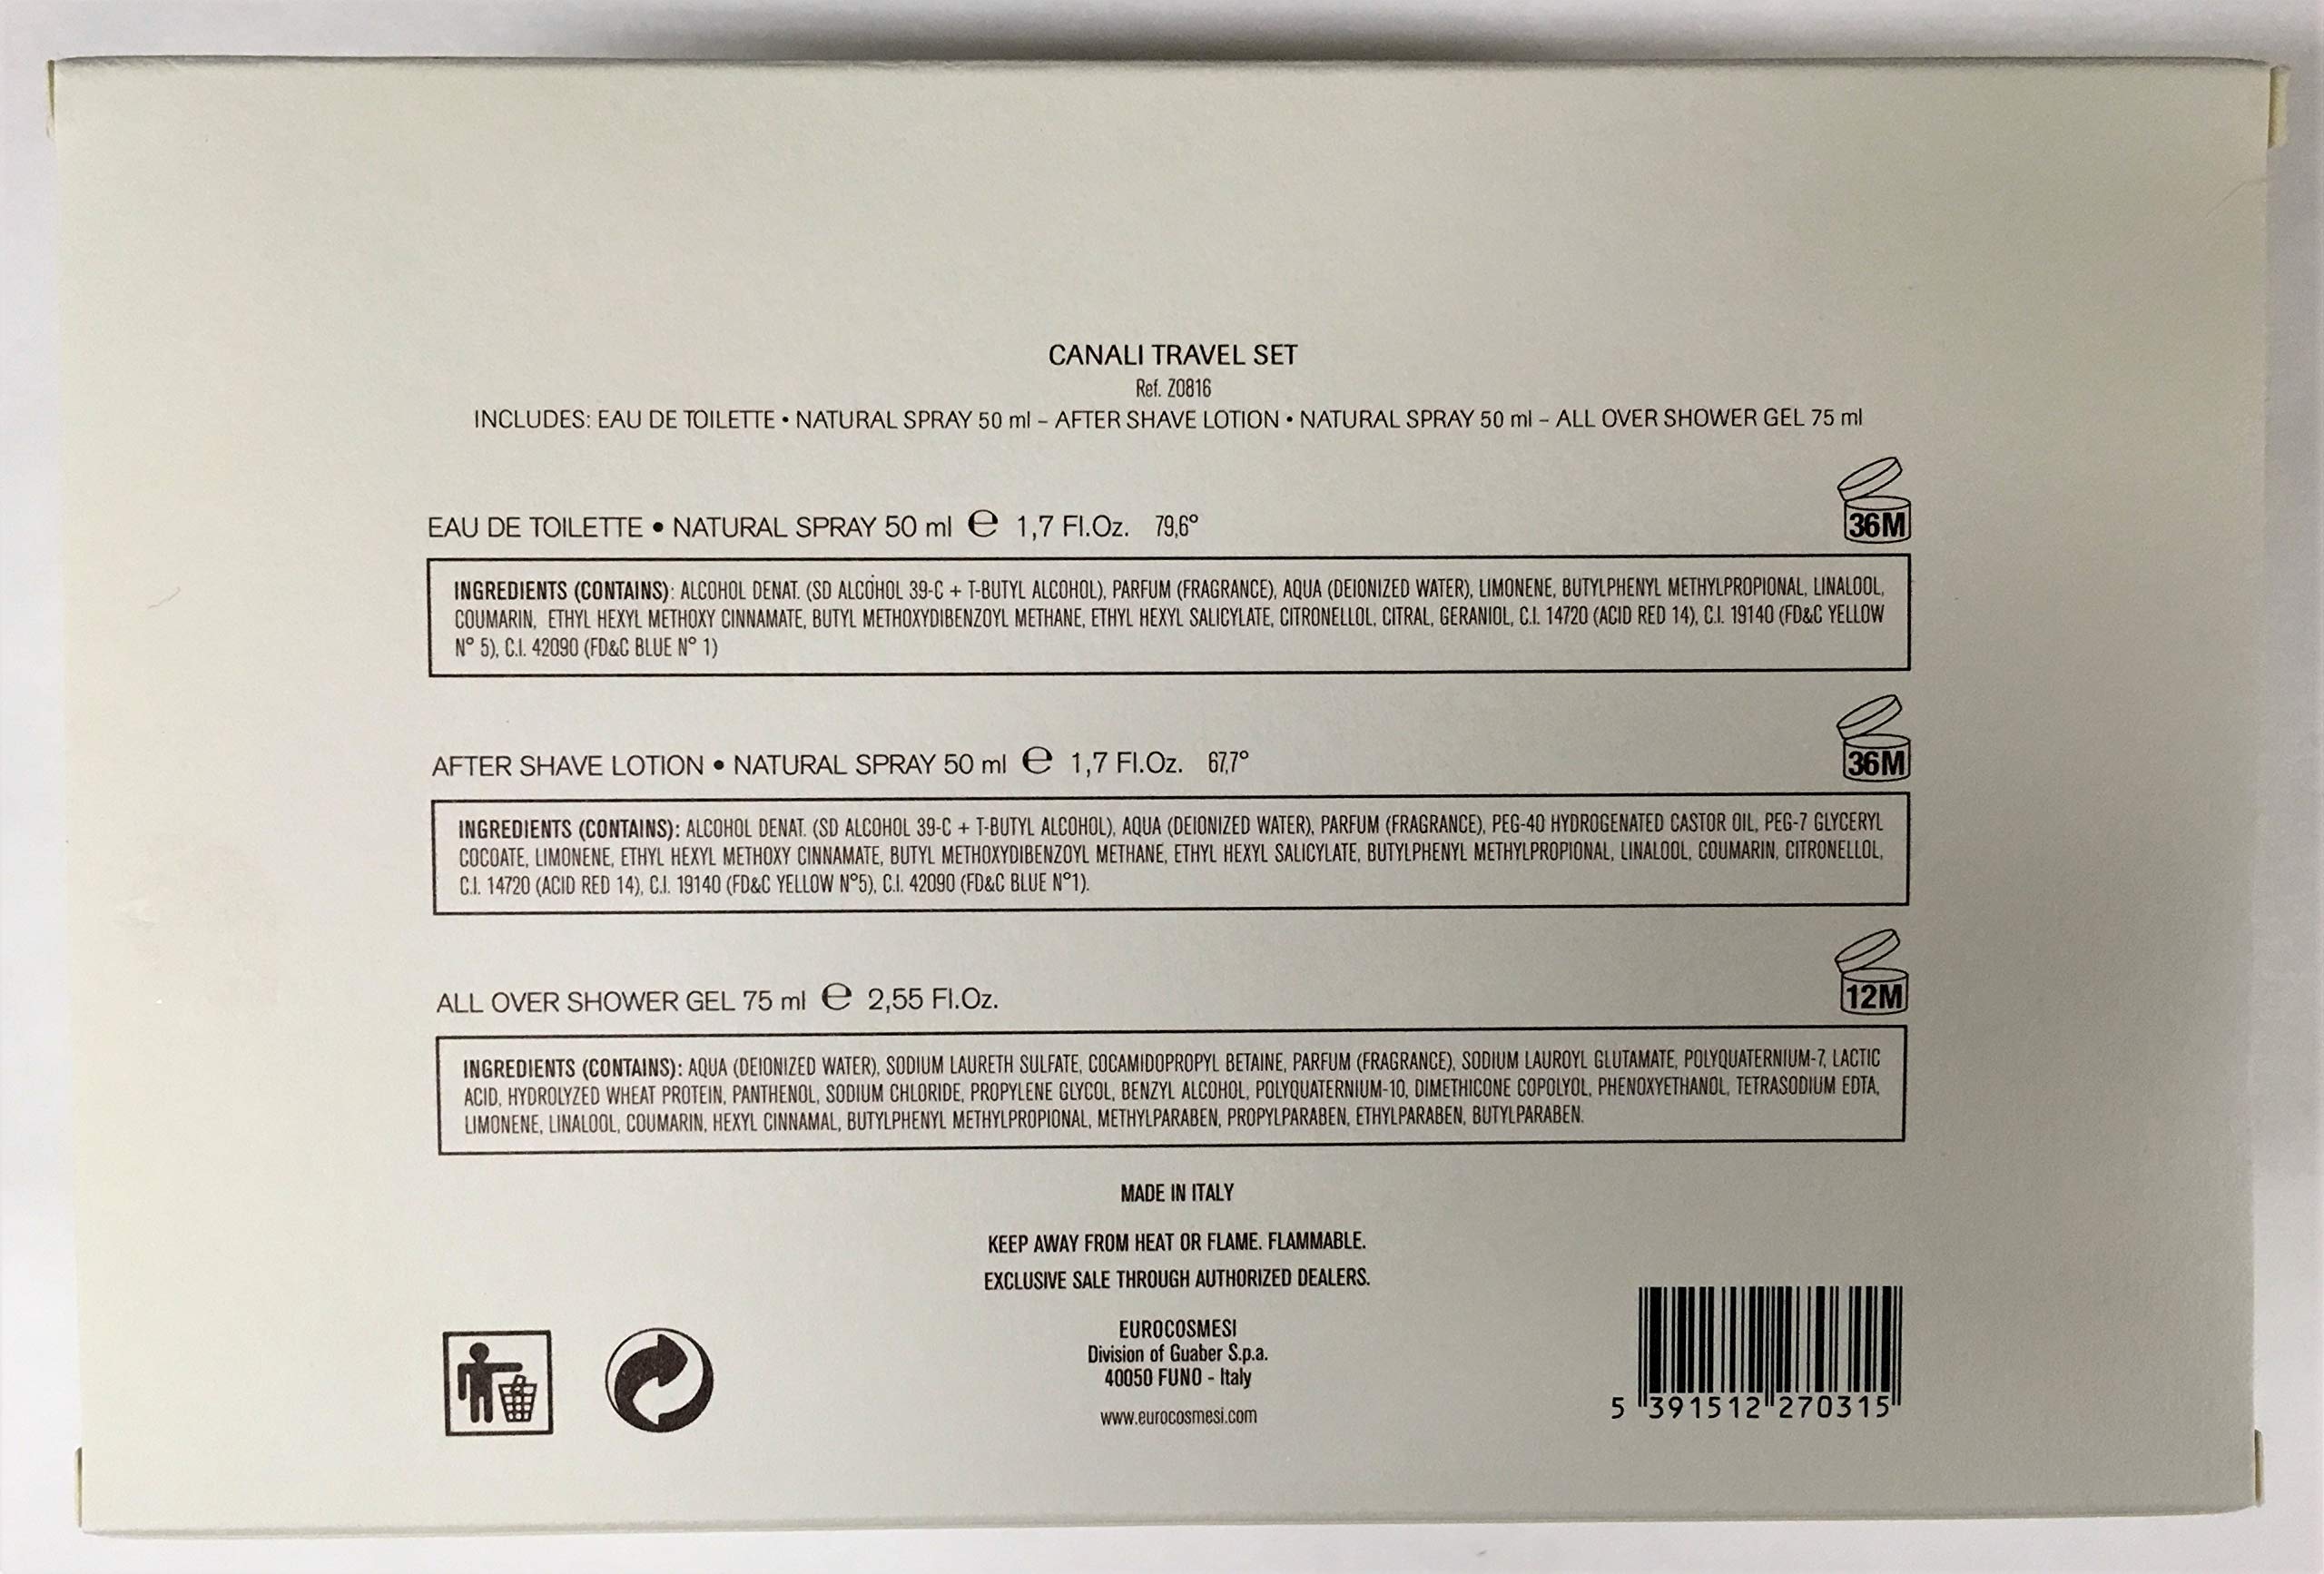 CANALI TRAVEL SET
Ref. Z0816
INCLUDES: EAU DE TOILETTE • NATURAL SPRAY 50 ml – AFTER SHAVE LOTION • NATURAL SPRAY 50 ml – ALL OVER SHOWER GEL 75 ml
EAU DE TOILETTE • NATURAL SPRAY 50 ml ℮ 1,7 Fl.Oz. 79,6°
36M
INGREDIENTS (CONTAINS): ALCOHOL DENAT. (SD ALCOHOL 39-C + T-BUTYL ALCOHOL), PARFUM (FRAGRANCE), AQUA (DEIONIZED WATER), LIMONENE, BUTYLPHENYL METHYLPROPIONAL, LINALOOL,
COUMARIN, ETHYL HEXYL METHOXY CINNAMATE, BUTYL METHOXYDIBENZOYL METHANE, ETHYL HEXYL SALICYLATE, CITRONELLOL, CITRAL, GERANIOL, C.I. 14720 (ACID RED 14), C.I. 19140 (FD&C YELLOW
N° 5), C.I. 42090 (FD&C BLUE N° 1)
AFTER SHAVE LOTION • NATURAL SPRAY 50 ml ℮ 1,7 Fl.Oz. 67,7°
36M
INGREDIENTS (CONTAINS): ALCOHOL DENAT. (SD ALCOHOL 39-C + T-BUTYL ALCOHOL), AQUA (DEIONIZED WATER), PARFUM (FRAGRANCE), PEG-40 HYDROGENATED CASTOR OIL, PEG-7 GLYCERYL
COCOATE, LIMONENE, ETHYL HEXYL METHOXY CINNAMATE, BUTYL METHOXYDIBENZOYL METHANE, ETHYL HEXYL SALICYLATE, BUTYLPHENYL METHYLPROPIONAL, LINALOOL, COUMARIN, CITRONELLOL,
C.I. 14720 (ACID RED 14), C.I. 19140 (FD&C YELLOW N°5), C.I. 42090 (FD&C BLUE N°1).
ALL OVER SHOWER GEL 75 ml ℮ 2,55 Fl.Oz.
12M
INGREDIENTS (CONTAINS): AQUA (DEIONIZED WATER), SODIUM LAURETH SULFATE, COCAMIDOPROPYL BETAINE, PARFUM (FRAGRANCE), SODIUM LAUROYL GLUTAMATE, POLYQUATERNIUM-7, LACTIC
ACID, HYDROLYZED WHEAT PROTEIN, PANTHENOL, SODIUM CHLORIDE, PROPYLENE GLYCOL, BENZYL ALCOHOL, POLYQUATERNIUM-10, DIMETHICONE COPOLYOL, PHENOXYETHANOL, TETRASODIUM EDTA,
LIMONENE, LINALOOL, COUMARIN, HEXYL CINNAMAL, BUTYLPHENYL METHYLPROPIONAL, METHYLPARABEN, PROPYLPARABEN, ETHYLPARABEN, BUTYLPARABEN.
MADE IN ITALY
KEEP AWAY FROM HEAT OR FLAME. FLAMMABLE.
EXCLUSIVE SALE THROUGH AUTHORIZED DEALERS.
EUROCOSMESI
Division of Guaber S.p.a.
40050 FUNO - Italy
www.eurocosmesi.com
5 391512 270315